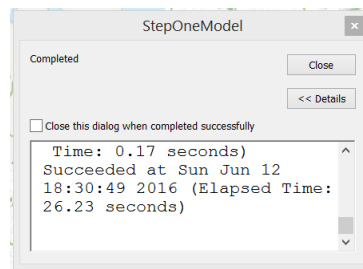 StepOneModel
Completed
Close
<< Details
Close this dialog when completed successfully
Time: 0.17 seconds)
Succeeded at Sun Jun 12
18:30:49 2016 (Elapsed Time:
26.23 seconds)